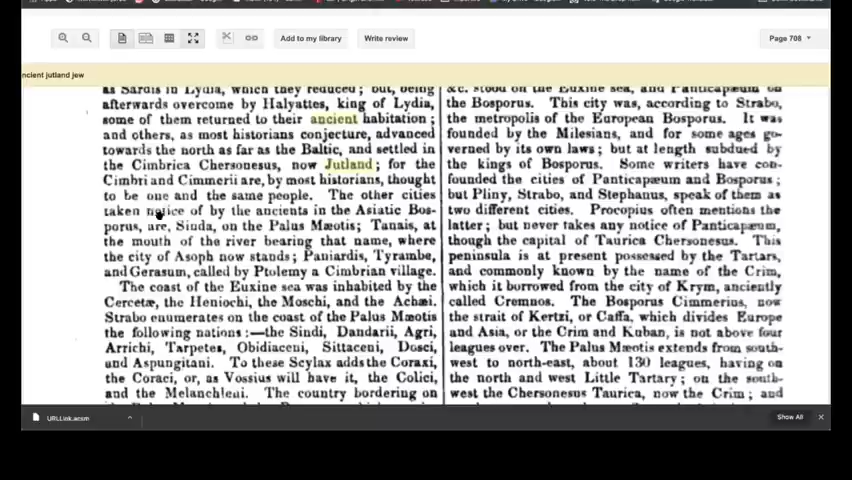 Add to my library
Write review
Page 708
ncient jutland jew
as Sardis in Lydia, which they reduced; but, being
afterwards overcome by Halyattes, king of Lydia,
some of them returned to their ancient habitation;
and others, as most historians conjecture, advanced
towards the north as far as the Baltic, and settled in
the Cimbrica Chersonesus, now Jutland; for the
Cimbri and Cimmerii are, by most historians, thought
to be one and the same people. The other cities
taken notice of by the ancients in the Asiatic Bos-
porus, are, Sinda, on the Palus Mæotis; Tanais, at
the mouth of the river bearing that name, where
the city of Asoph now stands; Paniardis, Tyrambe,
and Gerasum, called by Ptolemy a Cimbrian village.
The coast of the Euxine sea was inhabited by the
Cercetæ, the Heniochi, the Moschi, and the Achæi.
Strabo enumerates on the coast of the Palus Mæotis
the following nations:—the Sindi, Dandarii, Agri,
Arrichi, Tarpetes, Obidiaceni, Sittaceni, Dosci,
and Aspungitani. To these Scylax adds the Coraxi,
the Coraci, or, as Vossius will have it, the Colici,
and the Melanchleni. The country bordering on
&c. stood on the Euxine sea, and Panticapæum on
the Bosporus. This city was, according to Strabo,
the metropolis of the European Bosporus. It was
founded by the Milesians, and for some ages go-
verned by its own laws; but at length subdued by
the kings of Bosporus. Some writers have con-
founded the cities of Panticapæum and Bosporus;
but Pliny, Strabo, and Stephanus, speak of them as
two different cities. Procopius often mentions the
latter; but never takes any notice of Panticapæum,
though the capital of Taurica Chersonesus. This
peninsula is at present possessed by the Tartars,
and commonly known by the name of the Crim,
which it borrowed from the city of Krym, anciently
called Cremnos. The Bosporus Cimmerius, now
the strait of Kertzi, or Caffa, which divides Europe
and Asia, or the Crim and Kuban, is not above four
leagues over. The Palus Mæotis extends from south-
west to north-east, about 130 leagues, having on
the north and west Little Tartary; on the south-
west the Chersonesus Taurica, now the Crim; and
URLLink.acsm
Show All